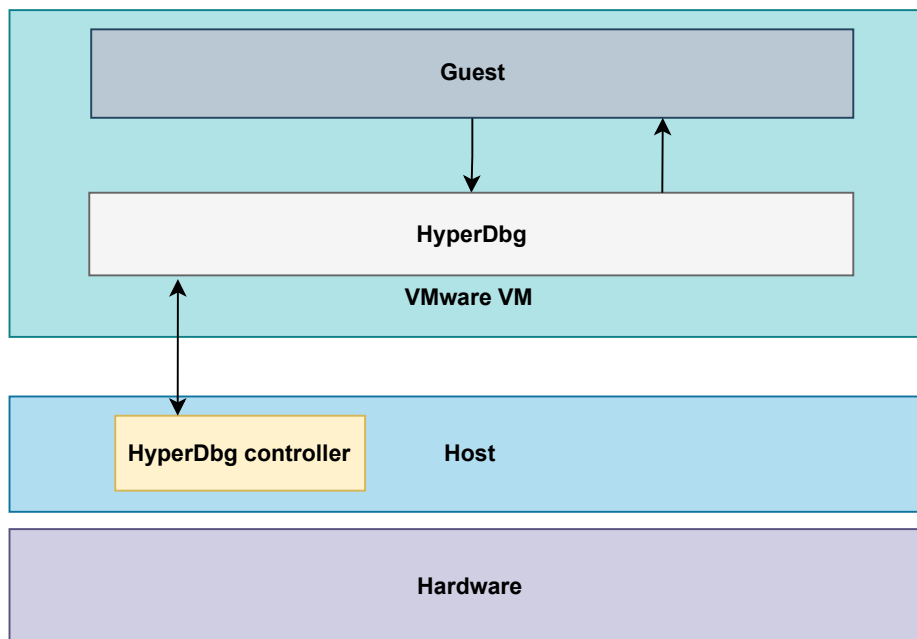 Guest
HyperDbg
VMware VM
HyperDbg controller
Host
Hardware